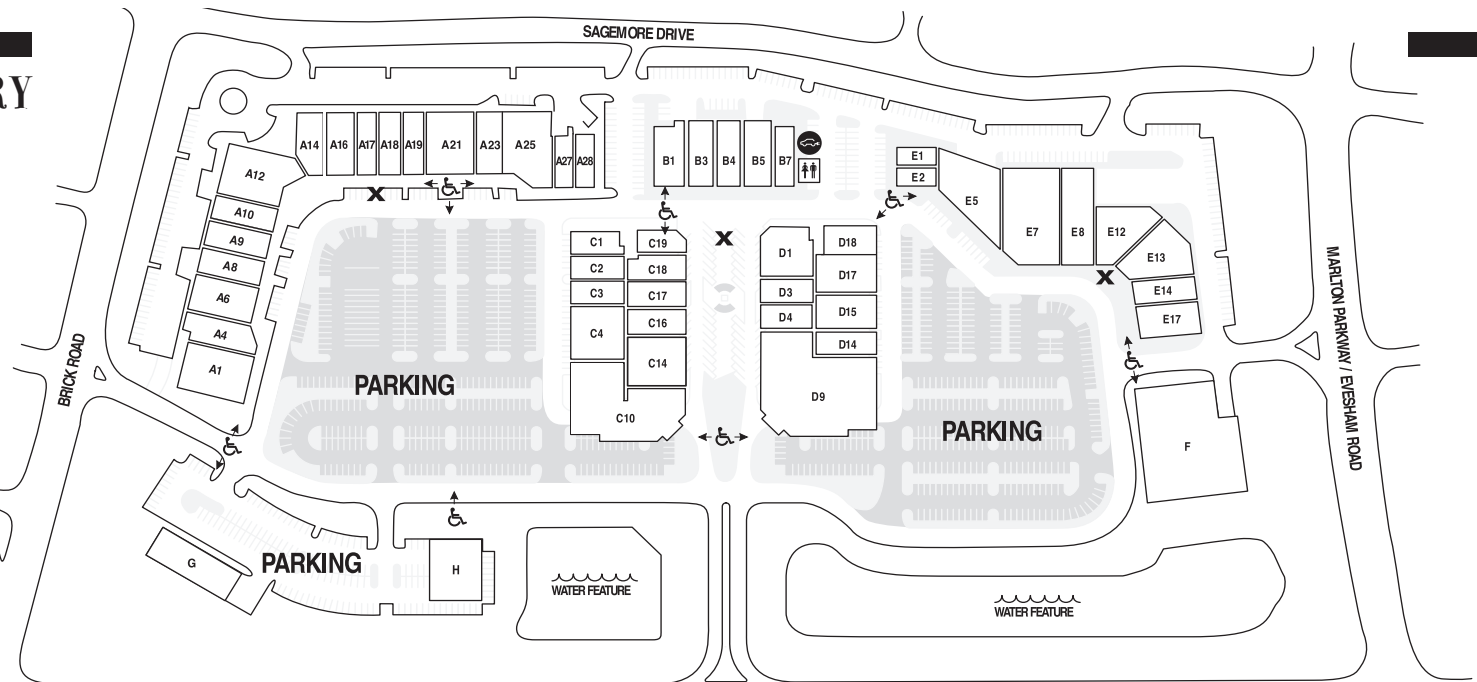 SAGEMORE DRIVE
RY
A14
A16
A17
A18
A19
A21
A23
A25
A27
A28
B1
B3
B4
B5
B7
A12
A10
A9
A8
A6
A4
A1
E1
E2
E5
E7
E8
E12
E13
E14
E17
X
X
X
C1
C2
C3
C4
C10
C19
C18
C17
C16
C14
D1
D3
D4
D9
D18
D17
D15
D14
BRICK ROAD
MARLTON PARKWAY / EVESHAM ROAD
PARKING
PARKING
PARKING
F
G
H
WATER FEATURE
WATER FEATURE